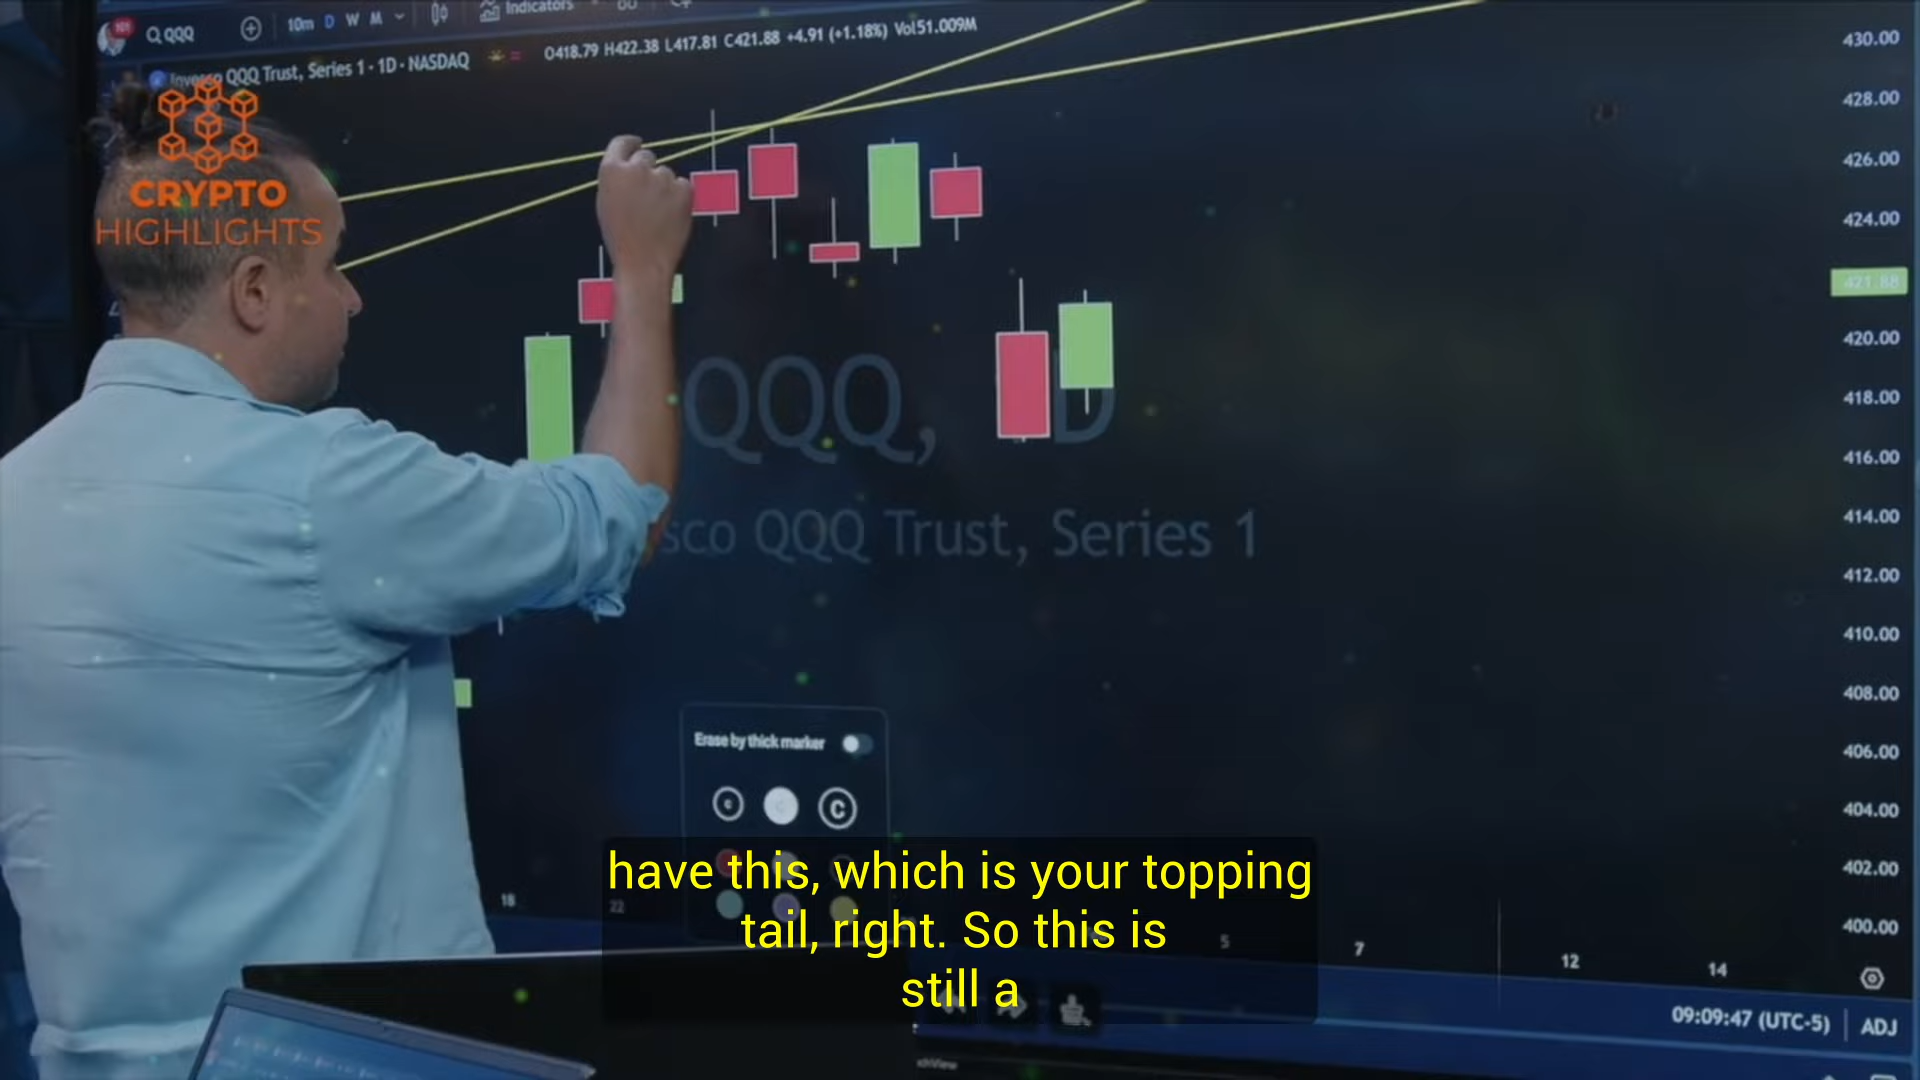 QQQ
10m D W M
Indicators
Invesco QQQ Trust, Series 1 · 1D · NASDAQ
O418.79 H422.38 L417.81 C421.88 +4.91 (+1.18%) Vol51.009M
CRYPTO
HIGHLIGHTS
430.00
428.00
426.00
424.00
421.88
420.00
418.00
416.00
414.00
412.00
410.00
408.00
406.00
404.00
402.00
400.00
QQQ, D
sco QQQ Trust, Series 1
Erase by thick marker
C C
18 22 5 7 12 14
have this, which is your topping
tail, right. So this is
still a
09:09:47 (UTC-5) ADJ